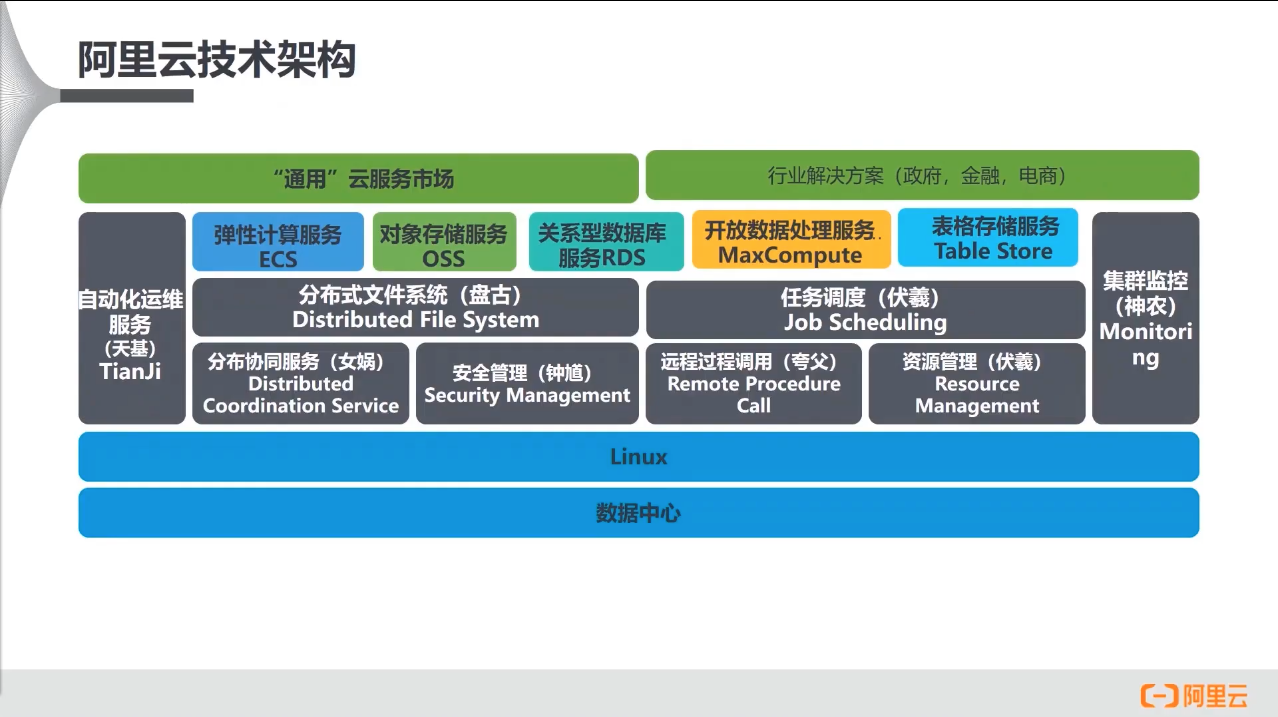 阿里云技术架构
“通用”云服务市场
行业解决方案（政府，金融，电商）
自动化运维
服务
（天基）
TianJi
弹性计算服务
ECS
对象存储服务
OSS
关系型数据库
服务RDS
开放数据处理服务.
MaxCompute
表格存储服务
Table Store
集群监控
（神农）
Monitori
ng
分布式文件系统（盘古）
Distributed File System
任务调度（伏羲）
Job Scheduling
分布协同服务（女娲）
Distributed
Coordination Service
安全管理（钟馗）
Security Management
远程过程调用（夸父）
Remote Procedure
Call
资源管理（伏羲）
Resource
Management
Linux
数据中心
阿里云